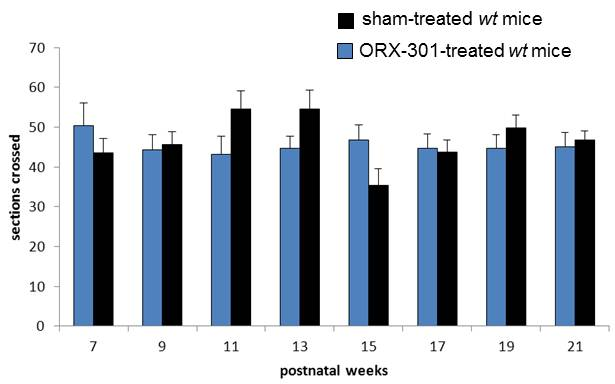 sham-treated wt mice
ORX-301-treated wt mice
70
60
50
40
30
20
10
0
sections crossed
7 9 11 13 15 17 19 21
postnatal weeks